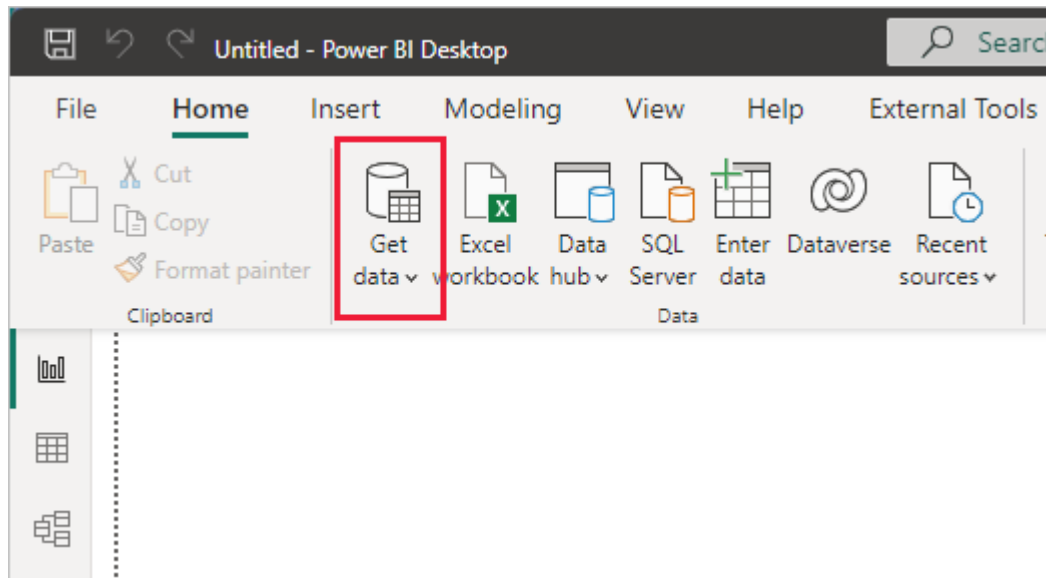 Untitled - Power BI Desktop
Searc
File Home Insert Modeling View Help External Tools
Paste
Cut
Copy
Format painter
Clipboard
Get data
Excel workbook
Data hub
SQL Server
Enter data
Dataverse
Recent sources
Data